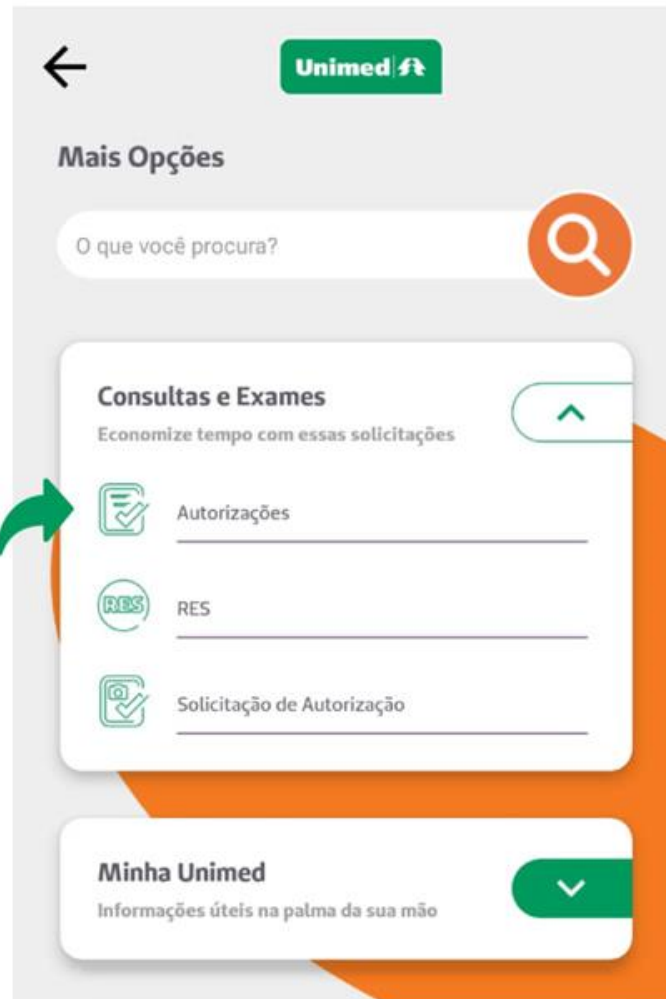 Unimed
Mais Opções
O que você procura?
Consultas e Exames
Economize tempo com essas solicitações
Autorizações
RES
RES
Solicitação de Autorização
Minha Unimed
Informações úteis na palma da sua mão